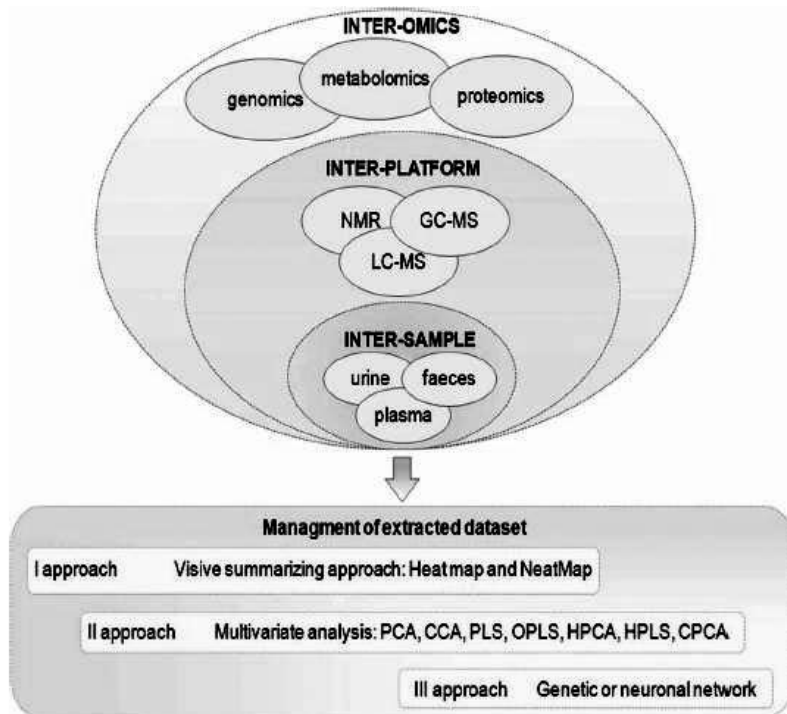 INTER-OMICS
genomics
metabolomics
proteomics
INTER-PLATFORM
NMR
GC-MS
LC-MS
INTER-SAMPLE
urine
faeces
plasma
Managment of extracted dataset
I approach Visive summarizing approach: Heat map and NeatMap
II approach Multivariate analysis: PCA, CCA, PLS, OPLS, HPCA, HPLS, CPCA.
III approach Genetic or neuronal network